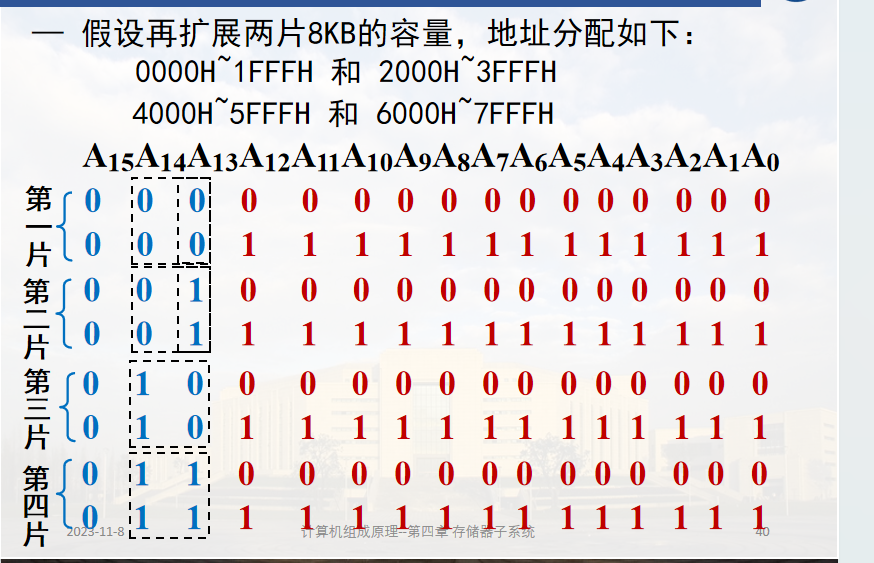 — 假设再扩展两片8KB的容量，地址分配如下：
0000H~1FFFH 和 2000H~3FFFH
4000H~5FFFH 和 6000H~7FFFH
A15A14A13A12A11A10A9A8A7A6A5A4A3A2A1A0
第一片
0 0 0 0 0 0 0 0 0 0 0 0 0 0 0 0
0 0 0 1 1 1 1 1 1 1 1 1 1 1 1 1
第二片
0 0 1 0 0 0 0 0 0 0 0 0 0 0 0 0
0 0 1 1 1 1 1 1 1 1 1 1 1 1 1 1
第三片
0 1 0 0 0 0 0 0 0 0 0 0 0 0 0 0
0 1 0 1 1 1 1 1 1 1 1 1 1 1 1 1
第四片
0 1 1 0 0 0 0 0 0 0 0 0 0 0 0 0
0 1 1 1 1 1 1 1 1 1 1 1 1 1 1 1
2023-11-8 计算机组成原理--第四章 存储器子系统 40